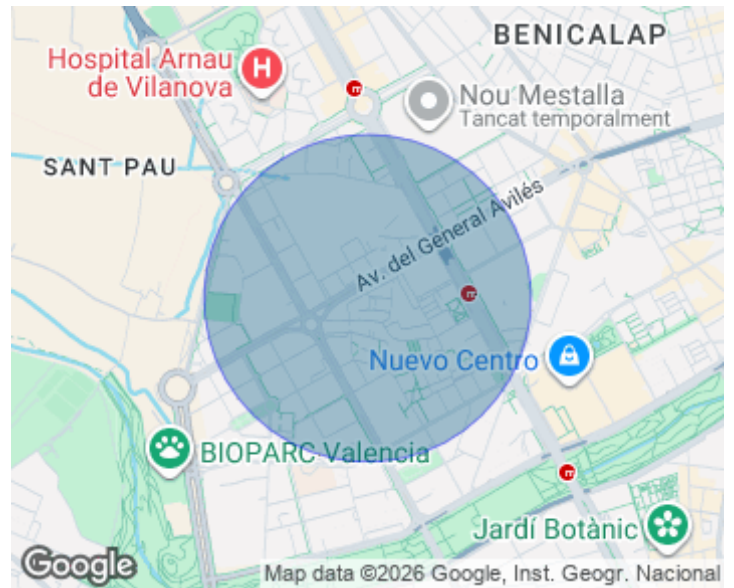 BENICALAP
Hospital Arnau
de Vilanova
H
Nou Mestalla
Tancat temporalment
SANT PAU
Av. del General Avilés
Nuevo Centro
BIOPARC Valencia
Jardí Botànic
Google
Map data ©2026 Google, Inst. Geogr. Nacional